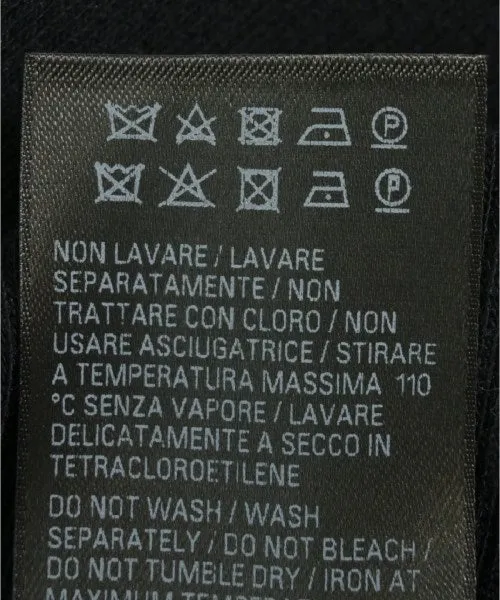 P
P
NON LAVARE / LAVARE
SEPARATAMENTE / NON
TRATTARE CON CLORO / NON
USARE ASCIUGATRICE / STIRARE
A TEMPERATURA MASSIMA 110
°C SENZA VAPORE / LAVARE
DELICATAMENTE A SECCO IN
TETRACLOROETILENE
DO NOT WASH / WASH
SEPARATELY / DO NOT BLEACH /
DO NOT TUMBLE DRY / IRON AT
MAXIMUM